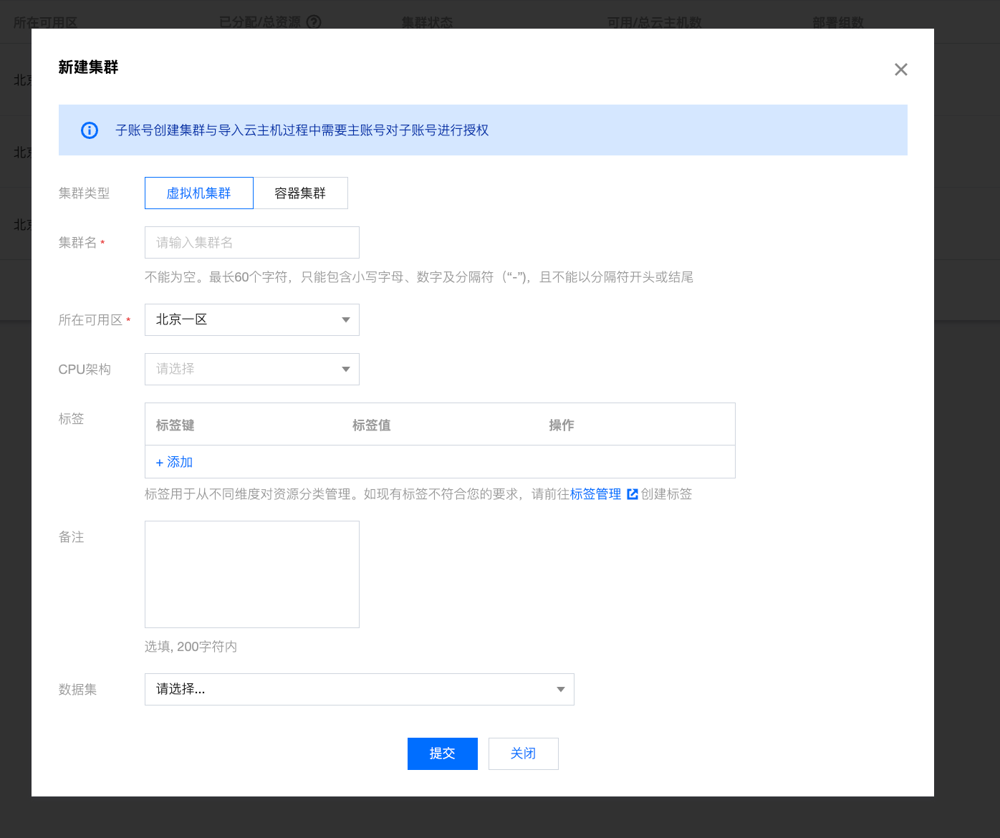 所在可用区 已分配/总资源 集群状态 可用/总云主机数 部署组数
新建集群
子账号创建集群与导入云主机过程中需要主账号对子账号进行授权
北京
北京
北京
集群类型 虚拟机集群 容器集群
集群名 * 请输入集群名
不能为空。最长60个字符，只能包含小写字母、数字及分隔符（“-”)，且不能以分隔符开头或结尾
所在可用区 * 北京一区
CPU架构 请选择
标签 标签键 标签值 操作
+ 添加
标签用于从不同维度对资源分类管理。如现有标签不符合您的要求，请前往标签管理 创建标签
备注
选填, 200字符内
数据集 请选择...
提交 关闭